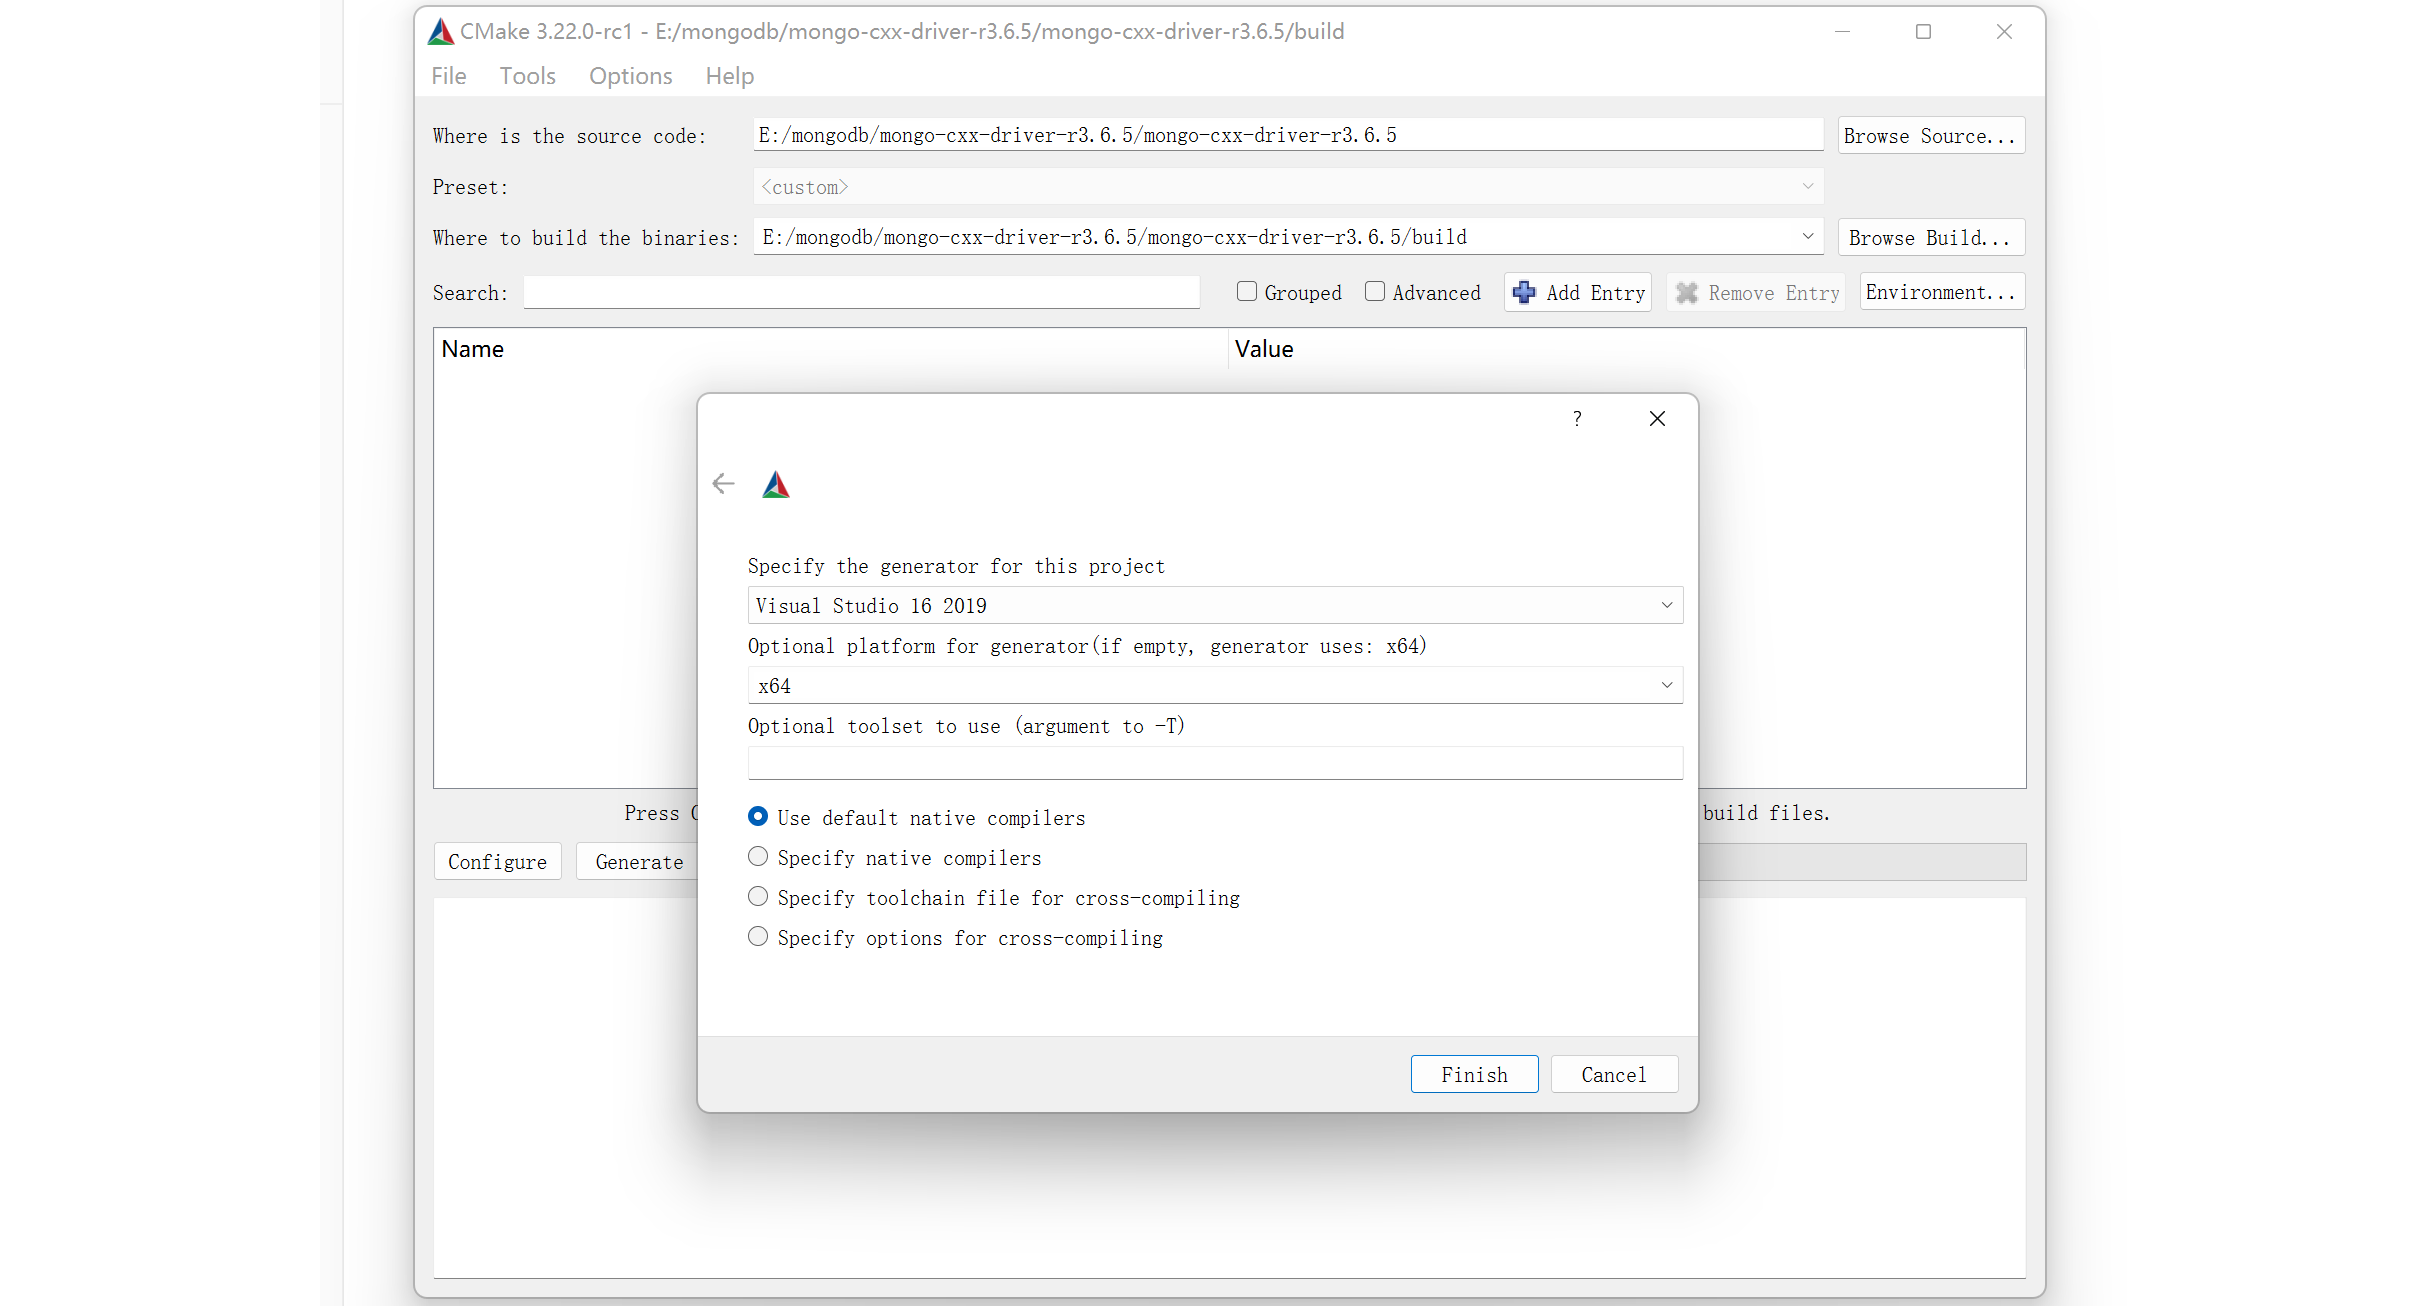 CMake 3.22.0-rc1 - E:/mongodb/mongo-cxx-driver-r3.6.5/mongo-cxx-driver-r3.6.5/build
File Tools Options Help
Where is the source code: E:/mongodb/mongo-cxx-driver-r3.6.5/mongo-cxx-driver-r3.6.5 Browse Source...
Preset: <custom>
Where to build the binaries: E:/mongodb/mongo-cxx-driver-r3.6.5/mongo-cxx-driver-r3.6.5/build Browse Build...
Search: Grouped Advanced Add Entry Remove Entry Environment...
Name Value
?
Specify the generator for this project
Visual Studio 16 2019
Optional platform for generator(if empty, generator uses: x64)
x64
Optional toolset to use (argument to -T)
Use default native compilers
Press build files.
Specify native compilers
Configure Generate
Specify toolchain file for cross-compiling
Specify options for cross-compiling
Finish Cancel